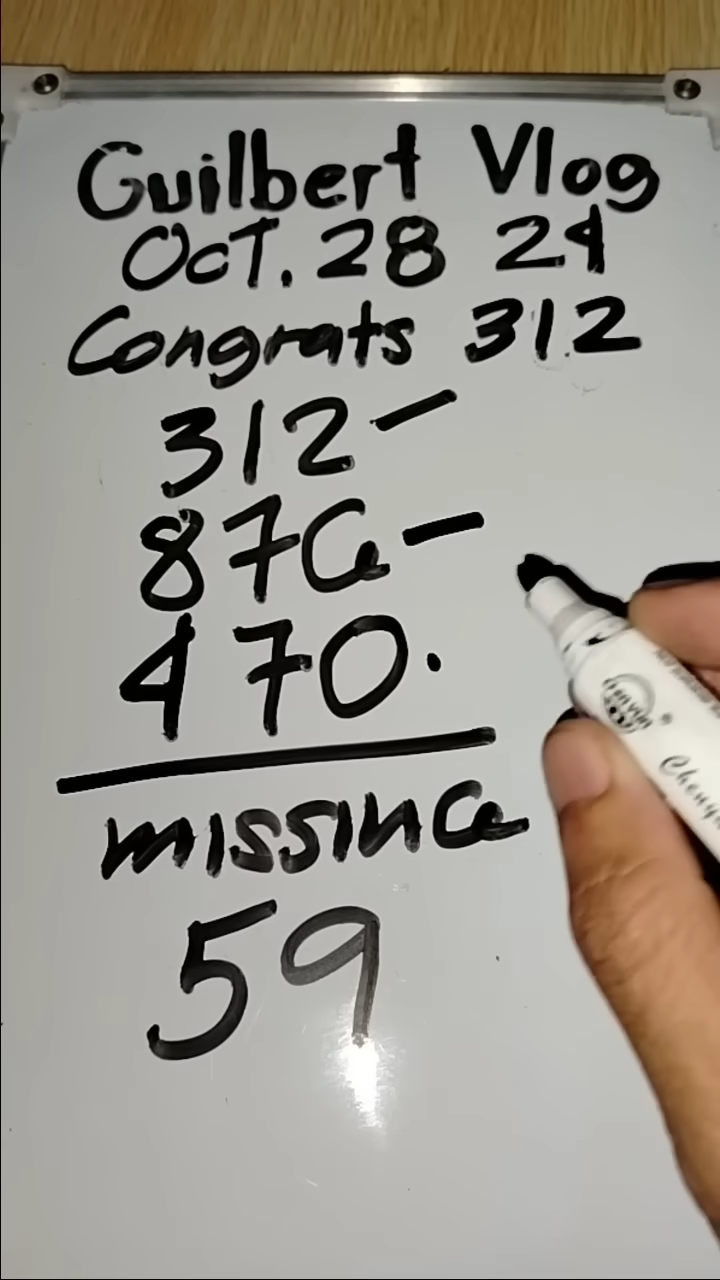 Guilbert Vlog
Oct. 28 24
Congrats 312
312 -
876 -
470.
missinG
59